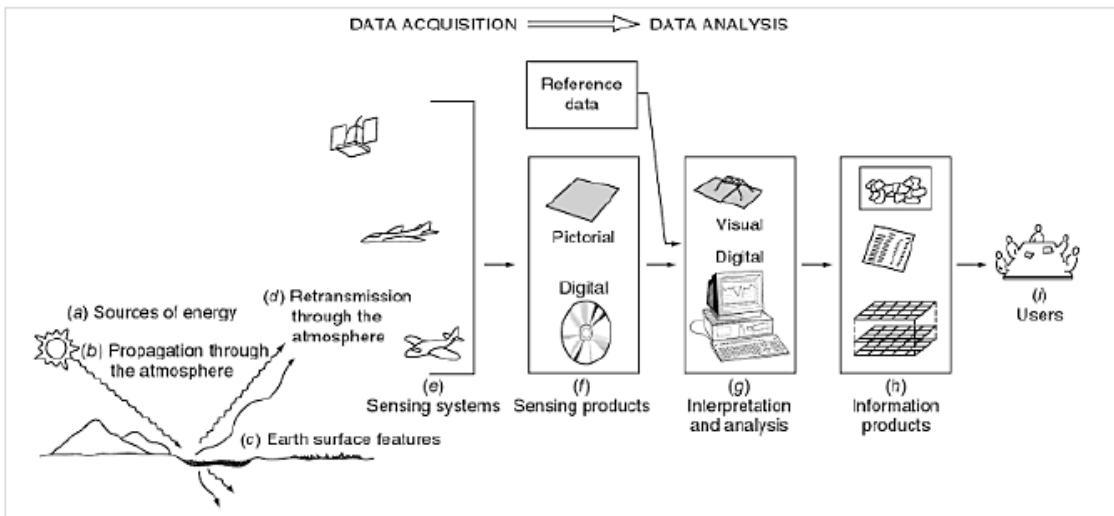 DATA ACQUISITION
DATA ANALYSIS
Reference
data
Pictorial
Digital
Visual
Digital
(a) Sources of energy
(b) Propagation through
the atmosphere
(d) Retransmission
through the
atmosphere
(c) Earth surface features
(e)
Sensing systems
(f)
Sensing products
(g)
Interpretation
and analysis
(h)
Information
products
(i)
Users